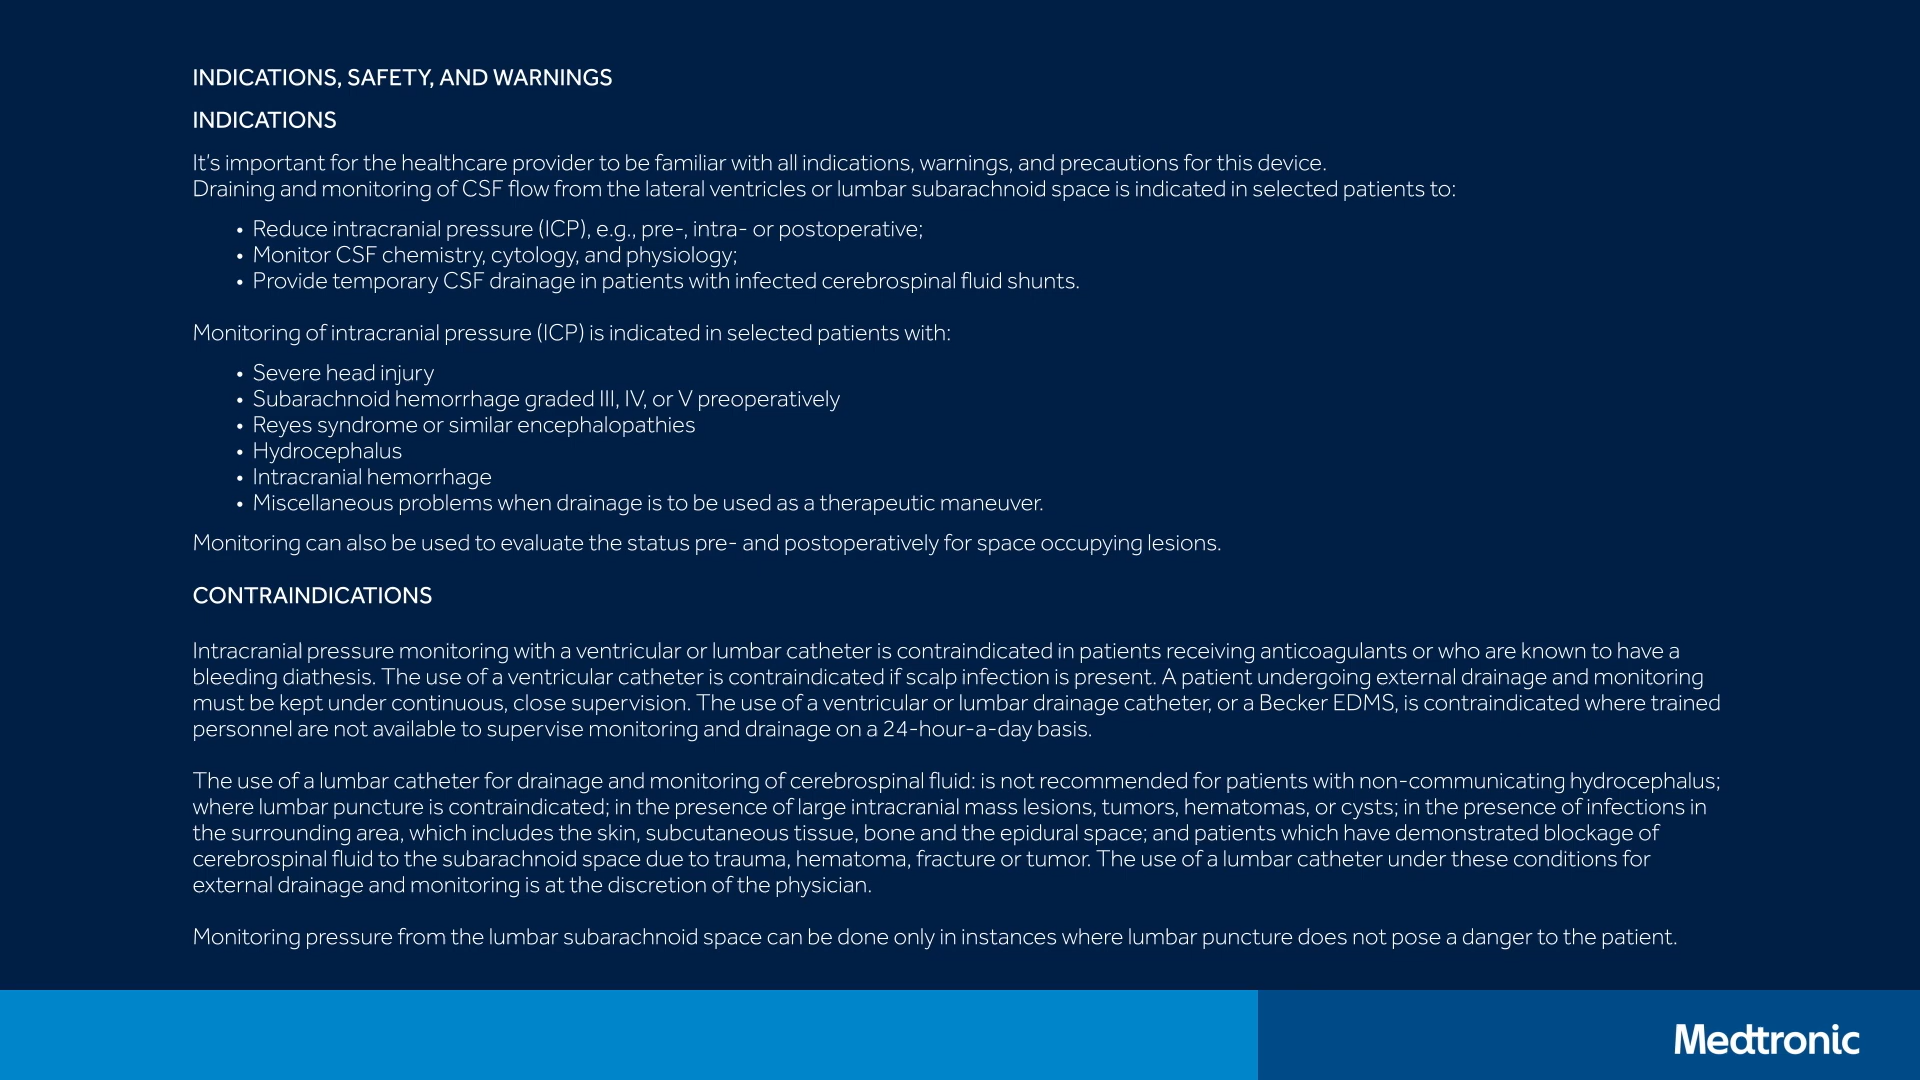 INDICATIONS, SAFETY, AND WARNINGS
INDICATIONS
It’s important for the healthcare provider to be familiar with all indications, warnings, and precautions for this device.
Draining and monitoring of CSF flow from the lateral ventricles or lumbar subarachnoid space is indicated in selected patients to:
• Reduce intracranial pressure (ICP), e.g., pre-, intra- or postoperative;
• Monitor CSF chemistry, cytology, and physiology;
• Provide temporary CSF drainage in patients with infected cerebrospinal fluid shunts.
Monitoring of intracranial pressure (ICP) is indicated in selected patients with:
• Severe head injury
• Subarachnoid hemorrhage graded III, IV, or V preoperatively
• Reyes syndrome or similar encephalopathies
• Hydrocephalus
• Intracranial hemorrhage
• Miscellaneous problems when drainage is to be used as a therapeutic maneuver.
Monitoring can also be used to evaluate the status pre- and postoperatively for space occupying lesions.
CONTRAINDICATIONS
Intracranial pressure monitoring with a ventricular or lumbar catheter is contraindicated in patients receiving anticoagulants or who are known to have a
bleeding diathesis. The use of a ventricular catheter is contraindicated if scalp infection is present. A patient undergoing external drainage and monitoring
must be kept under continuous, close supervision. The use of a ventricular or lumbar drainage catheter, or a Becker EDMS, is contraindicated where trained
personnel are not available to supervise monitoring and drainage on a 24-hour-a-day basis.
The use of a lumbar catheter for drainage and monitoring of cerebrospinal fluid: is not recommended for patients with non-communicating hydrocephalus;
where lumbar puncture is contraindicated; in the presence of large intracranial mass lesions, tumors, hematomas, or cysts; in the presence of infections in
the surrounding area, which includes the skin, subcutaneous tissue, bone and the epidural space; and patients which have demonstrated blockage of
cerebrospinal fluid to the subarachnoid space due to trauma, hematoma, fracture or tumor. The use of a lumbar catheter under these conditions for
external drainage and monitoring is at the discretion of the physician.
Monitoring pressure from the lumbar subarachnoid space can be done only in instances where lumbar puncture does not pose a danger to the patient.
Medtronic